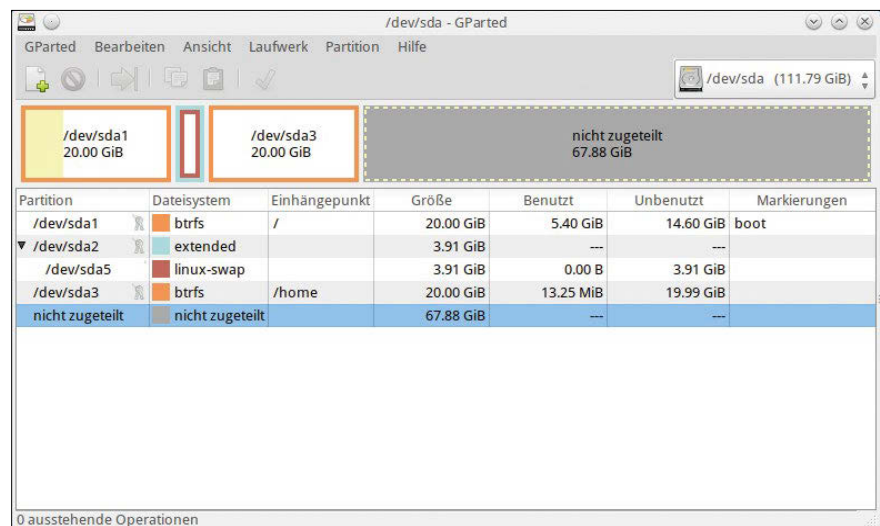 /dev/sda - GParted
GParted Bearbeiten Ansicht Laufwerk Partition Hilfe
/dev/sda (111.79 GiB)
/dev/sda1
20.00 GiB
/dev/sda3
20.00 GiB
nicht zugeteilt
67.88 GiB
Partition Dateisystem Einhängepunkt Größe Benutzt Unbenutzt Markierungen
/dev/sda1 btrfs / 20.00 GiB 5.40 GiB 14.60 GiB boot
/dev/sda2 extended 3.91 GiB --- ---
/dev/sda5 linux-swap 3.91 GiB 0.00 B 3.91 GiB
/dev/sda3 btrfs /home 20.00 GiB 13.25 MiB 19.99 GiB
nicht zugeteilt nicht zugeteilt 67.88 GiB --- ---
0 ausstehende Operationen